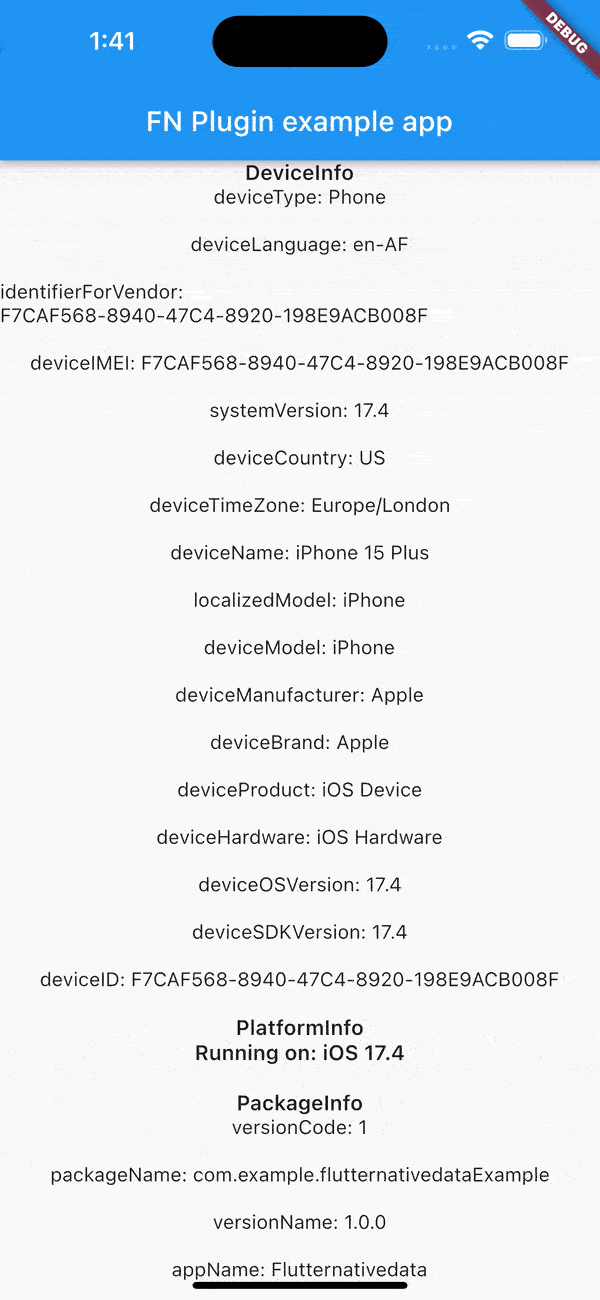 1:41
DEBUG
FN Plugin example app
DeviceInfo
deviceType: Phone
deviceLanguage: en-AF
identifierForVendor:
F7CAF568-8940-47C4-8920-198E9ACB008F
deviceIMEI: F7CAF568-8940-47C4-8920-198E9ACB008F
systemVersion: 17.4
deviceCountry: US
deviceTimeZone: Europe/London
deviceName: iPhone 15 Plus
localizedModel: iPhone
deviceModel: iPhone
deviceManufacturer: Apple
deviceBrand: Apple
deviceProduct: iOS Device
deviceHardware: iOS Hardware
deviceOSVersion: 17.4
deviceSDKVersion: 17.4
deviceID: F7CAF568-8940-47C4-8920-198E9ACB008F
PlatformInfo
Running on: iOS 17.4
PackageInfo
versionCode: 1
packageName: com.example.flutternativedataExample
versionName: 1.0.0
appName: Flutternativedata